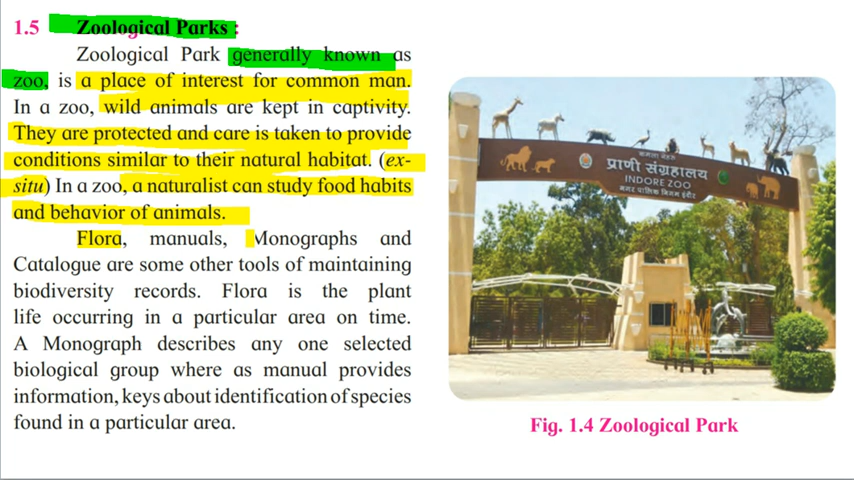 1.5 Zoological Parks :
Zoological Park generally known as
zoo, is a place of interest for common man.
In a zoo, wild animals are kept in captivity.
They are protected and care is taken to provide
conditions similar to their natural habitat. (ex-
situ) In a zoo, a naturalist can study food habits
and behavior of animals.
Flora, manuals, Monographs and
Catalogue are some other tools of maintaining
biodiversity records. Flora is the plant
life occurring in a particular area on time.
A Monograph describes any one selected
biological group where as manual provides
information, keys about identification of species
found in a particular area.
कमला नेहरू
प्राणी संग्रहालय
INDORE ZOO
नगर पालिक निगम इंदौर
Fig. 1.4 Zoological Park